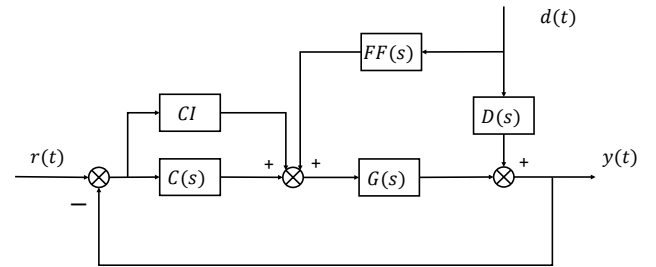 d(t)
FF(s)
CI
D(s)
r(t)
+ +
+
y(t)
C(s)
G(s)
−